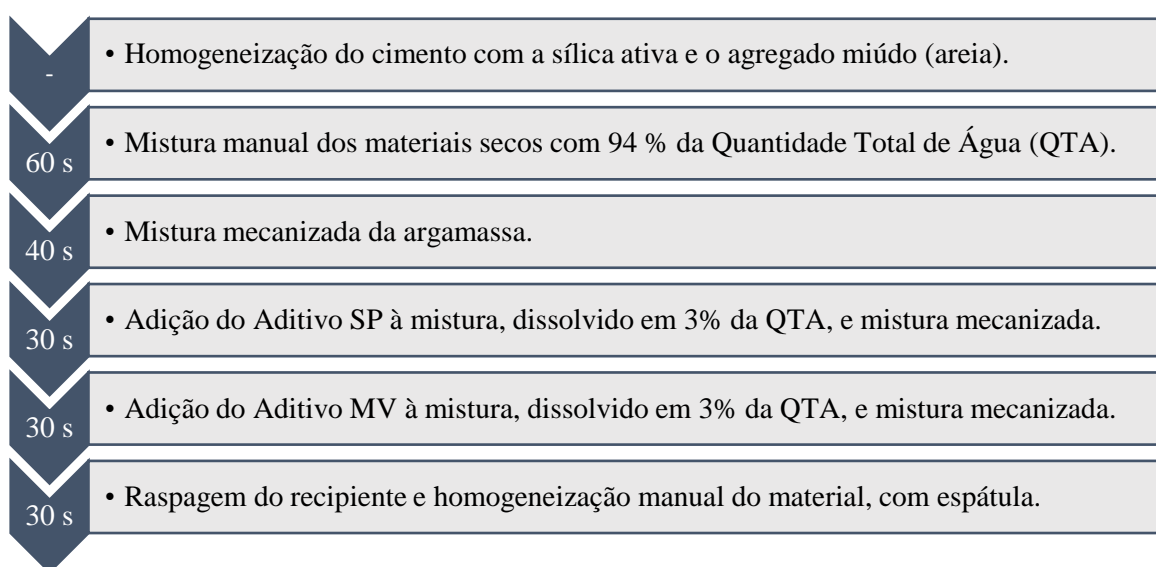 -
• Homogeneização do cimento com a sílica ativa e o agregado miúdo (areia).
60 s
• Mistura manual dos materiais secos com 94 % da Quantidade Total de Água (QTA).
40 s
• Mistura mecanizada da argamassa.
30 s
• Adição do Aditivo SP à mistura, dissolvido em 3% da QTA, e mistura mecanizada.
30 s
• Adição do Aditivo MV à mistura, dissolvido em 3% da QTA, e mistura mecanizada.
30 s
• Raspagem do recipiente e homogeneização manual do material, com espátula.